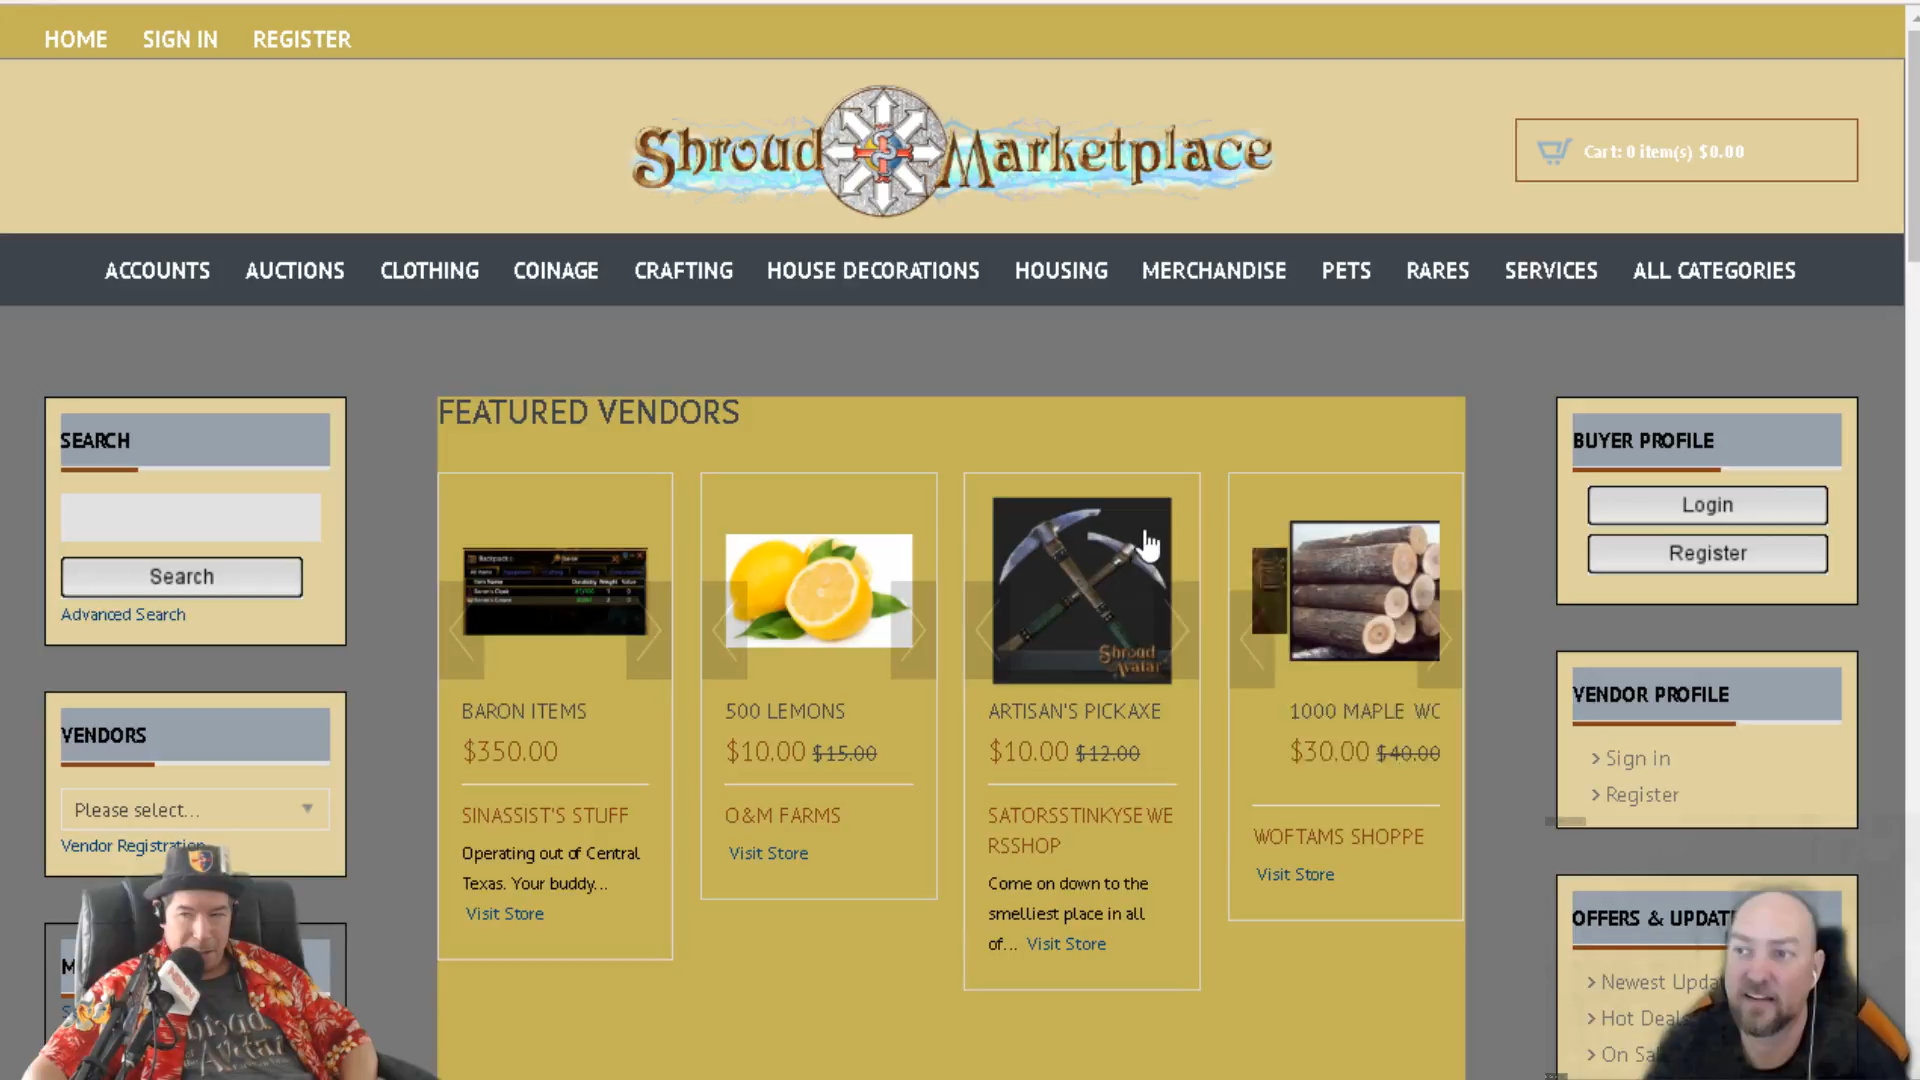 HOME SIGN IN REGISTER
Shroud Marketplace
Cart: 0 item(s) $0.00
ACCOUNTS AUCTIONS CLOTHING COINAGE CRAFTING HOUSE DECORATIONS HOUSING MERCHANDISE PETS RARES SERVICES ALL CATEGORIES
SEARCH
Search
Advanced Search
VENDORS
Please select...
Vendor Registration
FEATURED VENDORS
BARON ITEMS
$350.00
SINASSIST'S STUFF
Operating out of Central
Texas. Your buddy...
Visit Store
500 LEMONS
$10.00 $15.00
O&M FARMS
Visit Store
Shroud
Avatar
ARTISAN'S PICKAXE
$10.00 $12.00
SATORSSTINKYSEWE
RSSHOP
Come on down to the
smelliest place in all
of... Visit Store
1000 MAPLE WO
$30.00 $40.00
WOFTAMS SHOPPE
Visit Store
BUYER PROFILE
Login
Register
VENDOR PROFILE
> Sign in
> Register
OFFERS & UPDAT
> Newest Upda
> Hot Deals
> On Sa
Shroud
Avatar